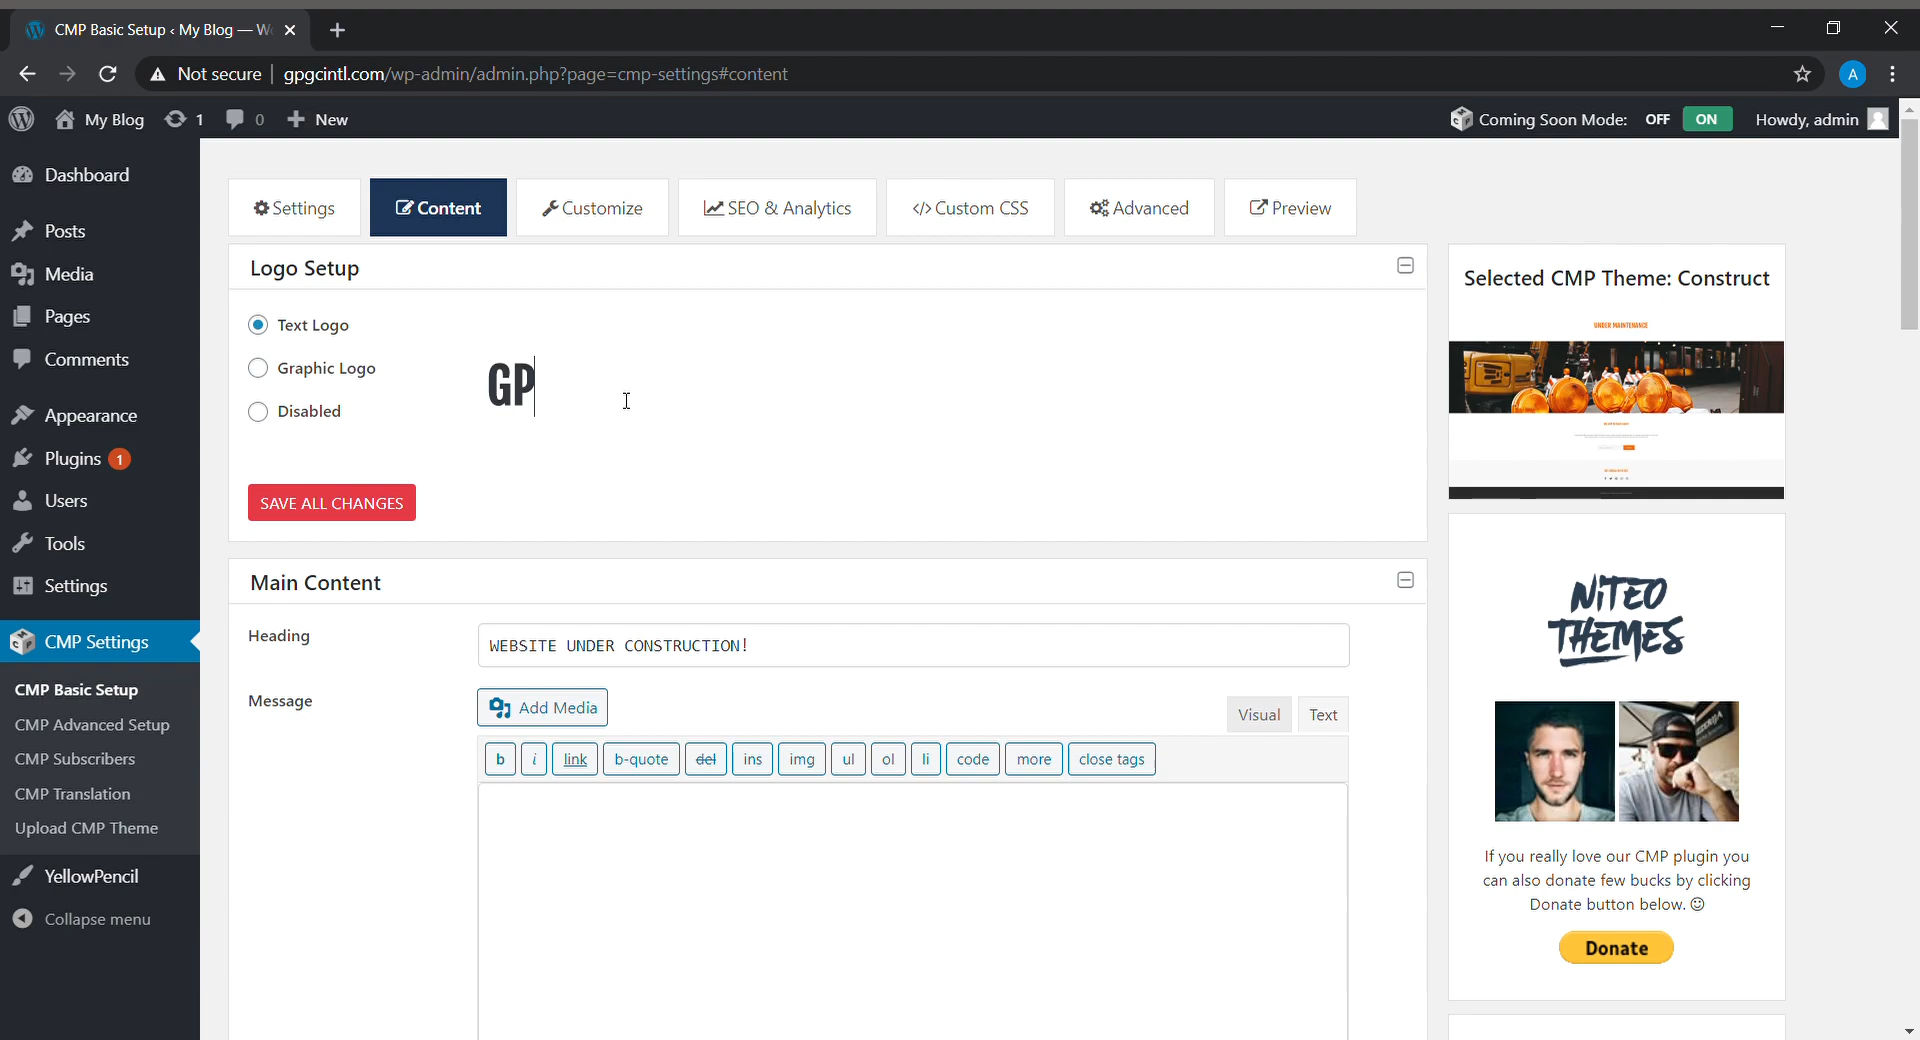 CMP Basic Setup ‹ My Blog — W
Not secure | gpgcintl.com/wp-admin/admin.php?page=cmp-settings#content
A
My Blog 1 0 New
Coming Soon Mode: OFF ON Howdy, admin
Dashboard
Posts
Media
Pages
Comments
Appearance
Plugins 1
Users
Tools
Settings
CMP Settings
CMP Basic Setup
CMP Advanced Setup
CMP Subscribers
CMP Translation
Upload CMP Theme
YellowPencil
Collapse menu
Settings Content Customize SEO & Analytics </> Custom CSS Advanced Preview
Logo Setup
Text Logo
Graphic Logo
Disabled
GP
SAVE ALL CHANGES
Main Content
Heading
WEBSITE UNDER CONSTRUCTION!
Message
Add Media
Visual Text
b i link b-quote del ins img ul ol li code more close tags
Selected CMP Theme: Construct
UNDER MAINTENANCE
NiTEO
THEMES
If you really love our CMP plugin you
can also donate few bucks by clicking
Donate button below. ☺
Donate